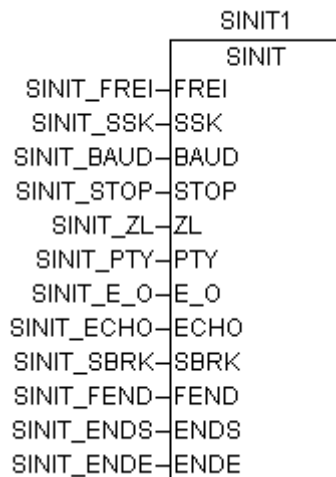 SINIT1
SINIT
SINIT_FREI FREI
SINIT_SSK SSK
SINIT_BAUD BAUD
SINIT_STOP STOP
SINIT_ZL ZL
SINIT_PTY PTY
SINIT_E_O E_O
SINIT_ECHO ECHO
SINIT_SBRK SBRK
SINIT_FEND FEND
SINIT_ENDS ENDS
SINIT_ENDE ENDE